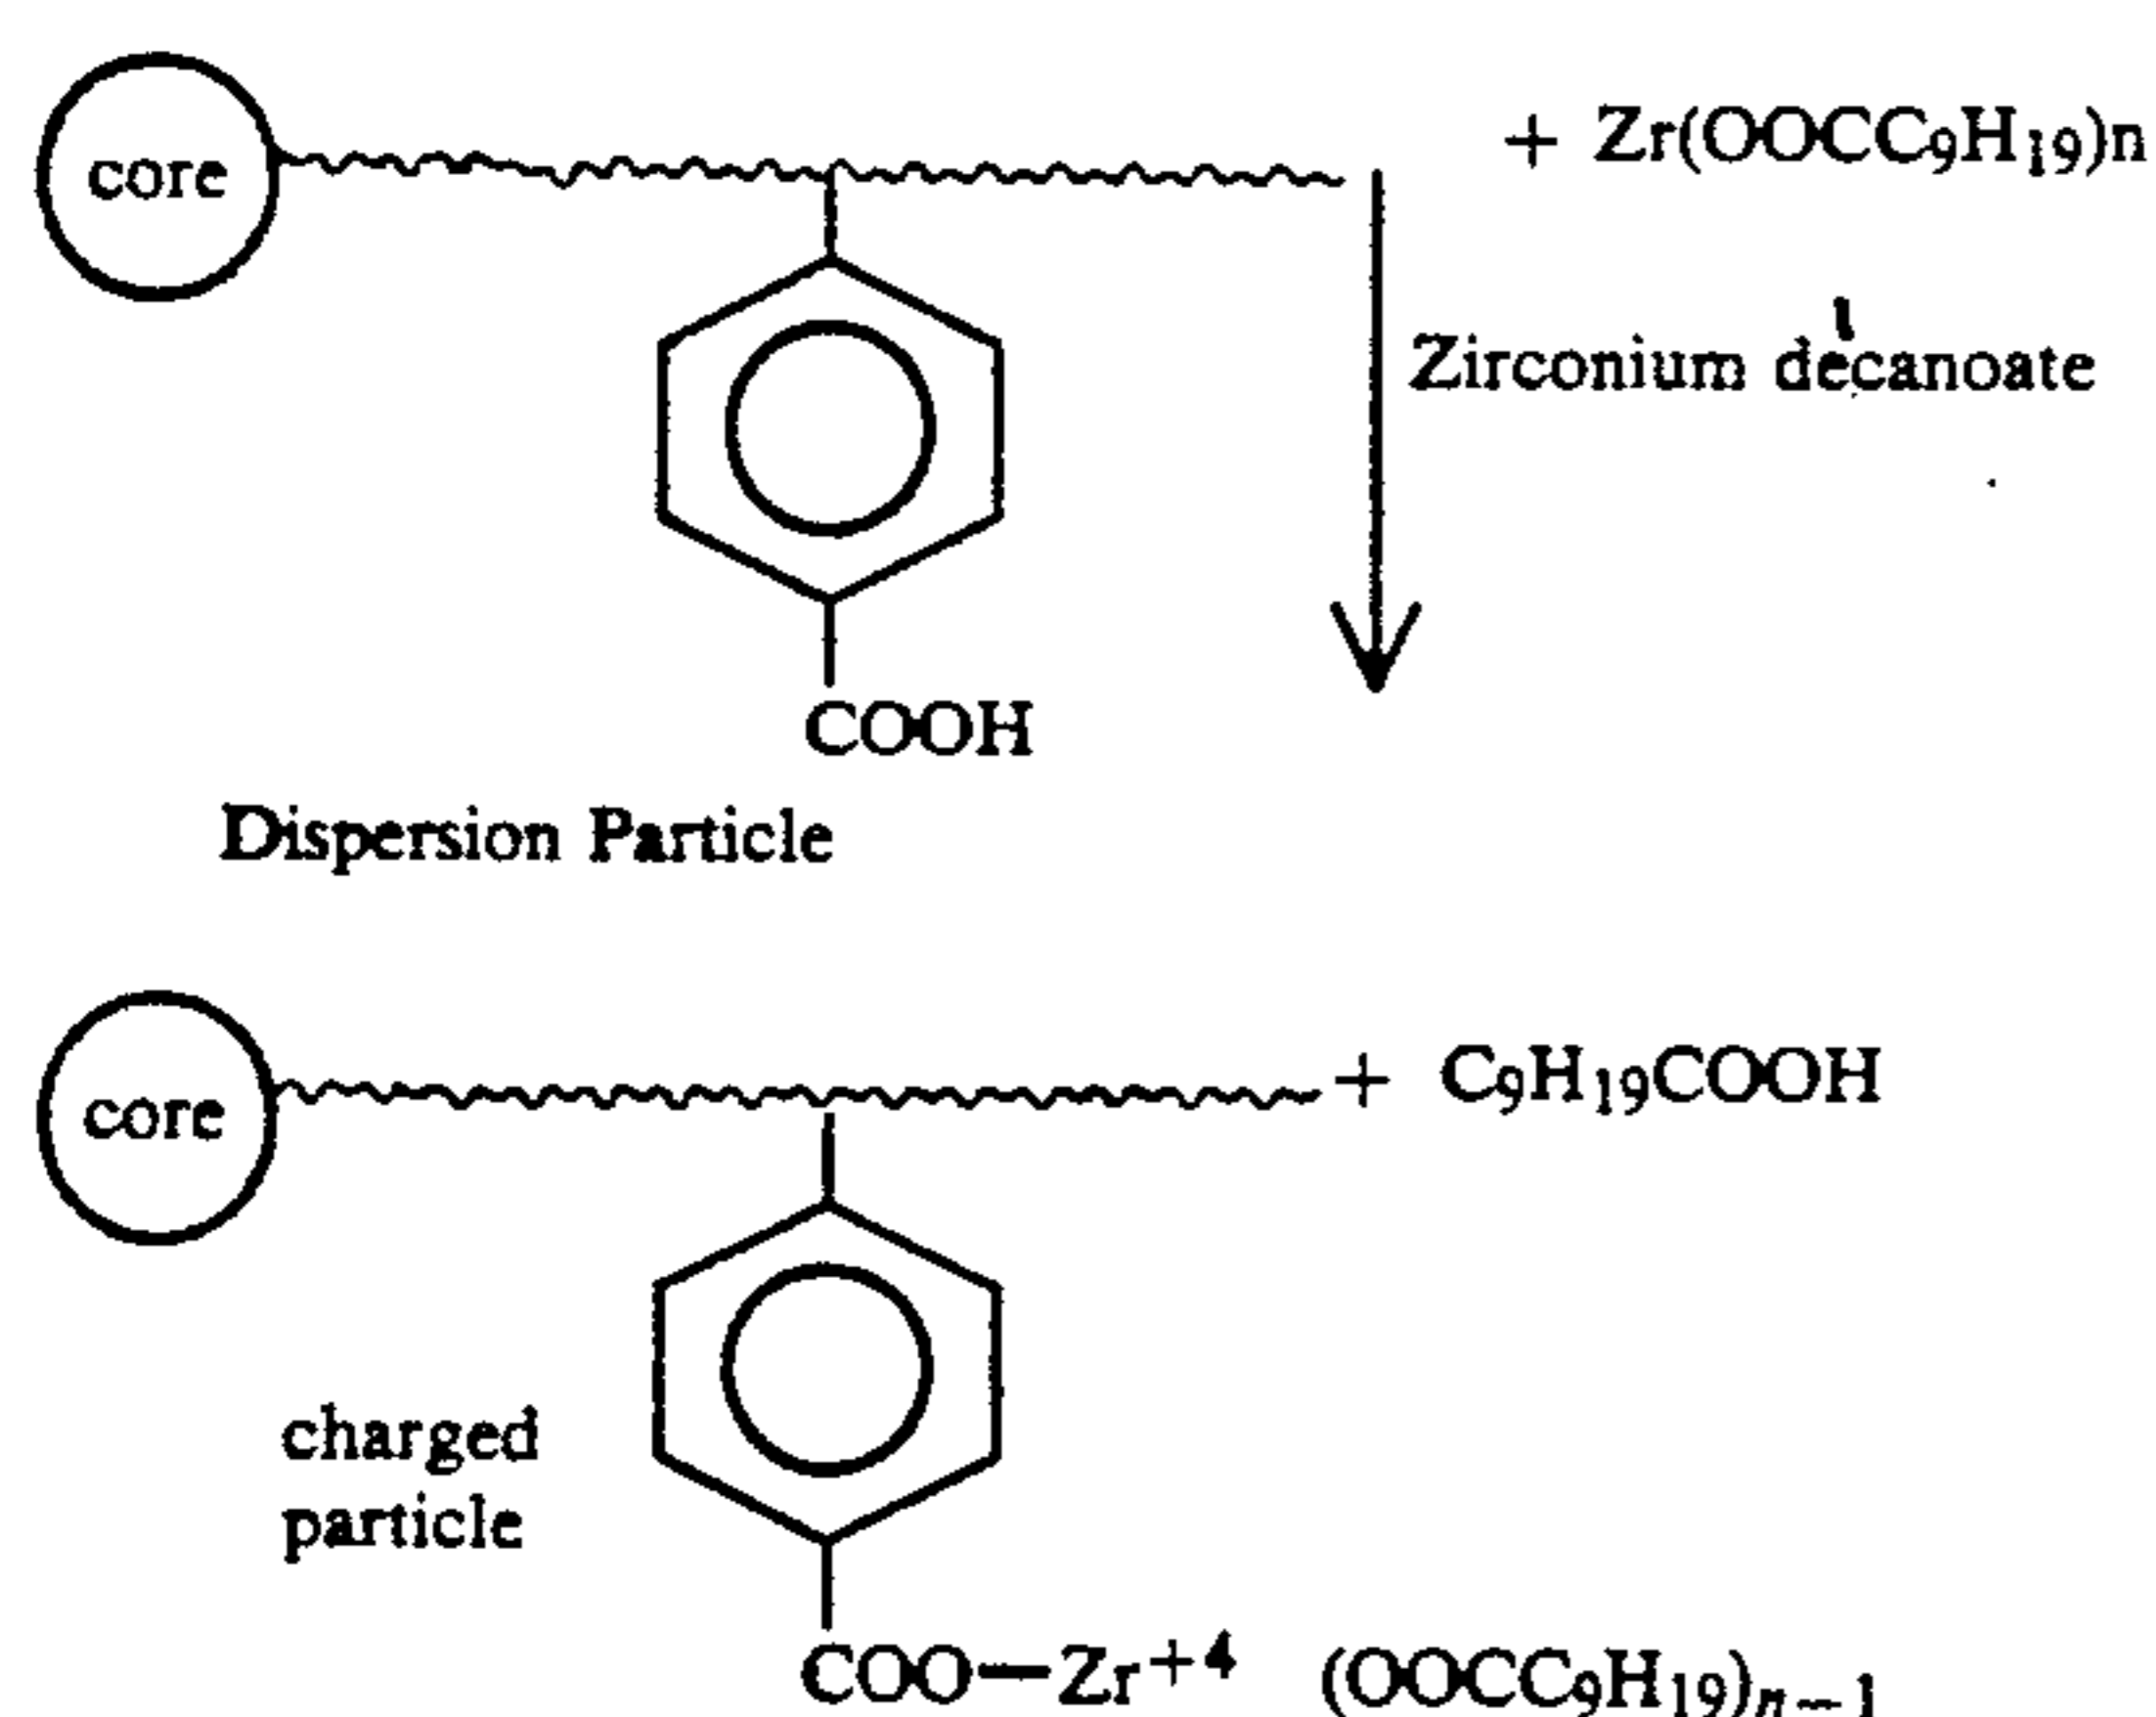 core
+ Zr(OOCC₉H₁₉)n
Zirconium decanoate
COOH
Dispersion Particle
core
+ C₉H₁₉COOH
charged
particle
COO—Zr⁺⁴ (OOCC₉H₁₉)ₙ₋₁